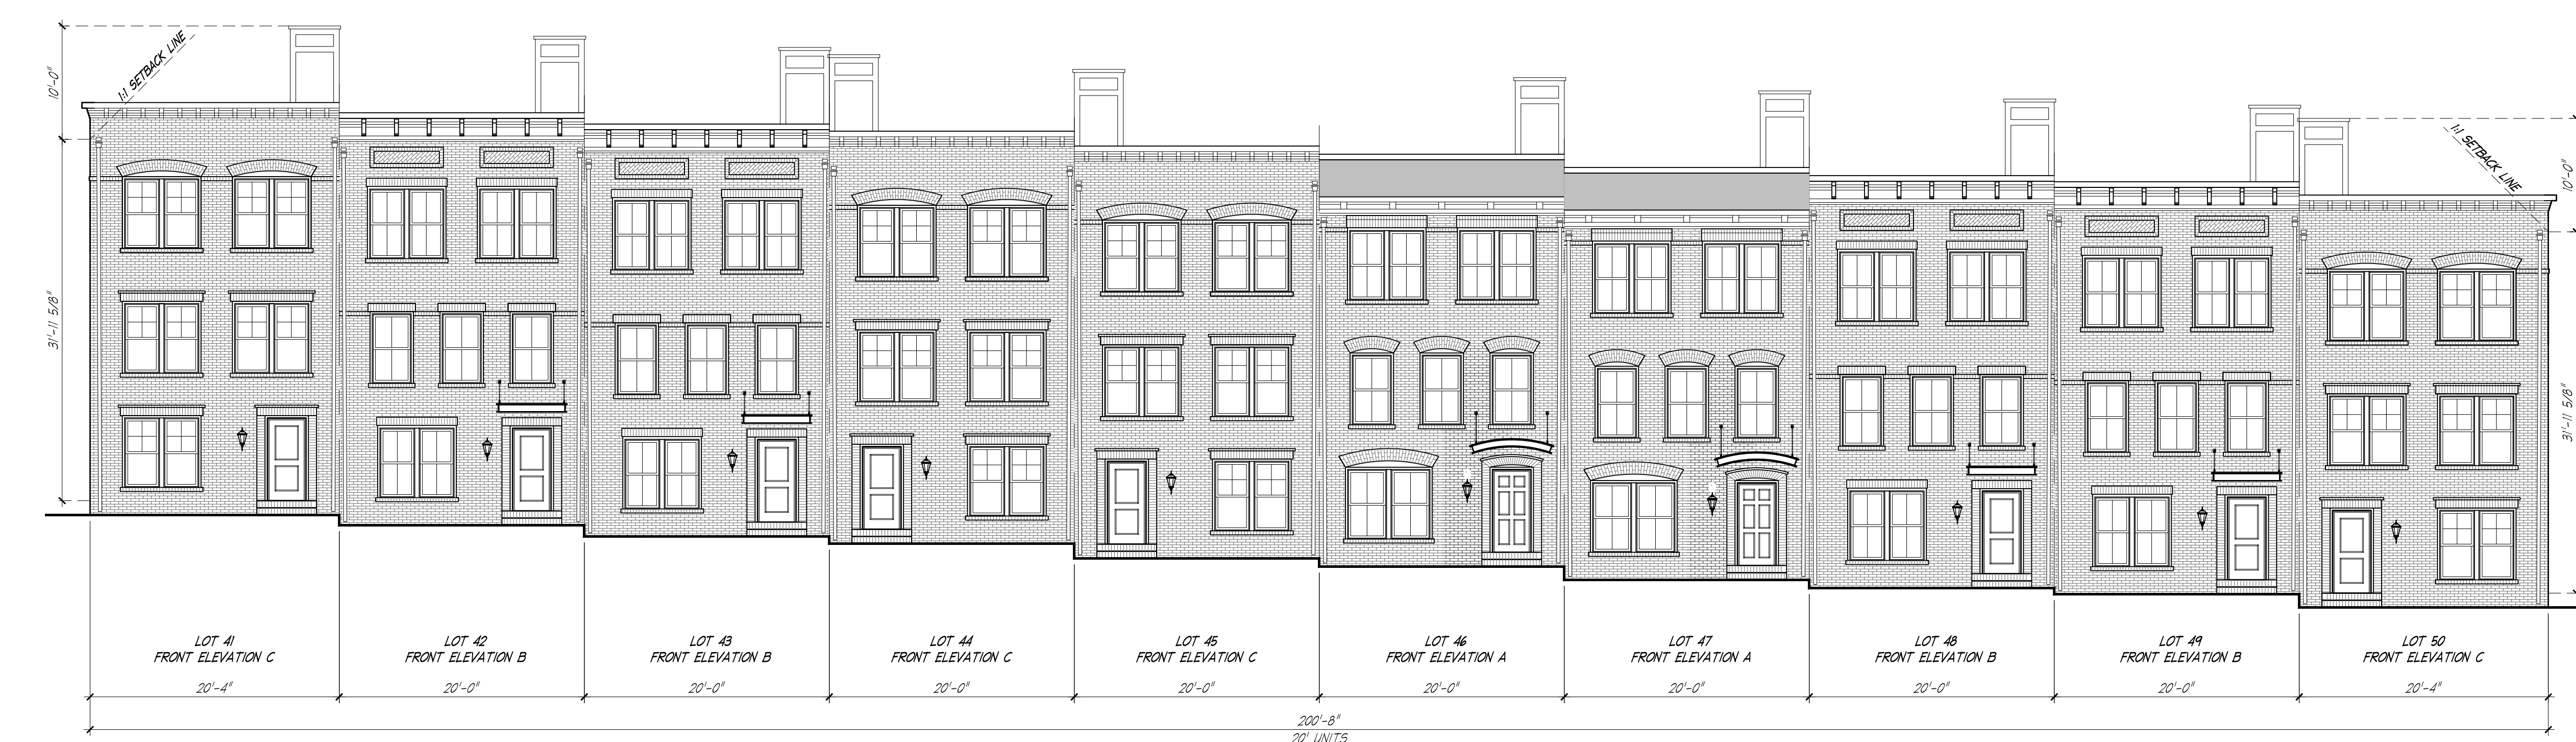 10'-0"
1:1 SETBACK LINE
31'-11 5/8"
1:1 SETBACK LINE
10'-0"
31'-11 5/8"
LOT 41
FRONT ELEVATION C
LOT 42
FRONT ELEVATION B
LOT 43
FRONT ELEVATION B
LOT 44
FRONT ELEVATION C
LOT 45
FRONT ELEVATION C
LOT 46
FRONT ELEVATION A
LOT 47
FRONT ELEVATION A
LOT 48
FRONT ELEVATION B
LOT 49
FRONT ELEVATION B
LOT 50
FRONT ELEVATION C
20'-4"
20'-0"
20'-0"
20'-0"
20'-0"
20'-0"
20'-0"
20'-0"
20'-0"
20'-4"
200'-8"
20' UNITS